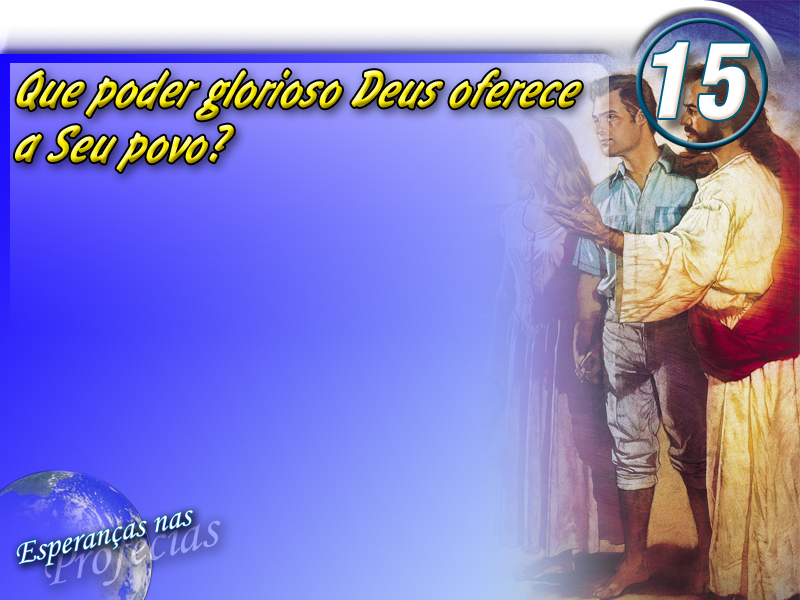 15
Que poder glorioso Deus oferece
a Seu povo?
Esperanças nas
Profecias